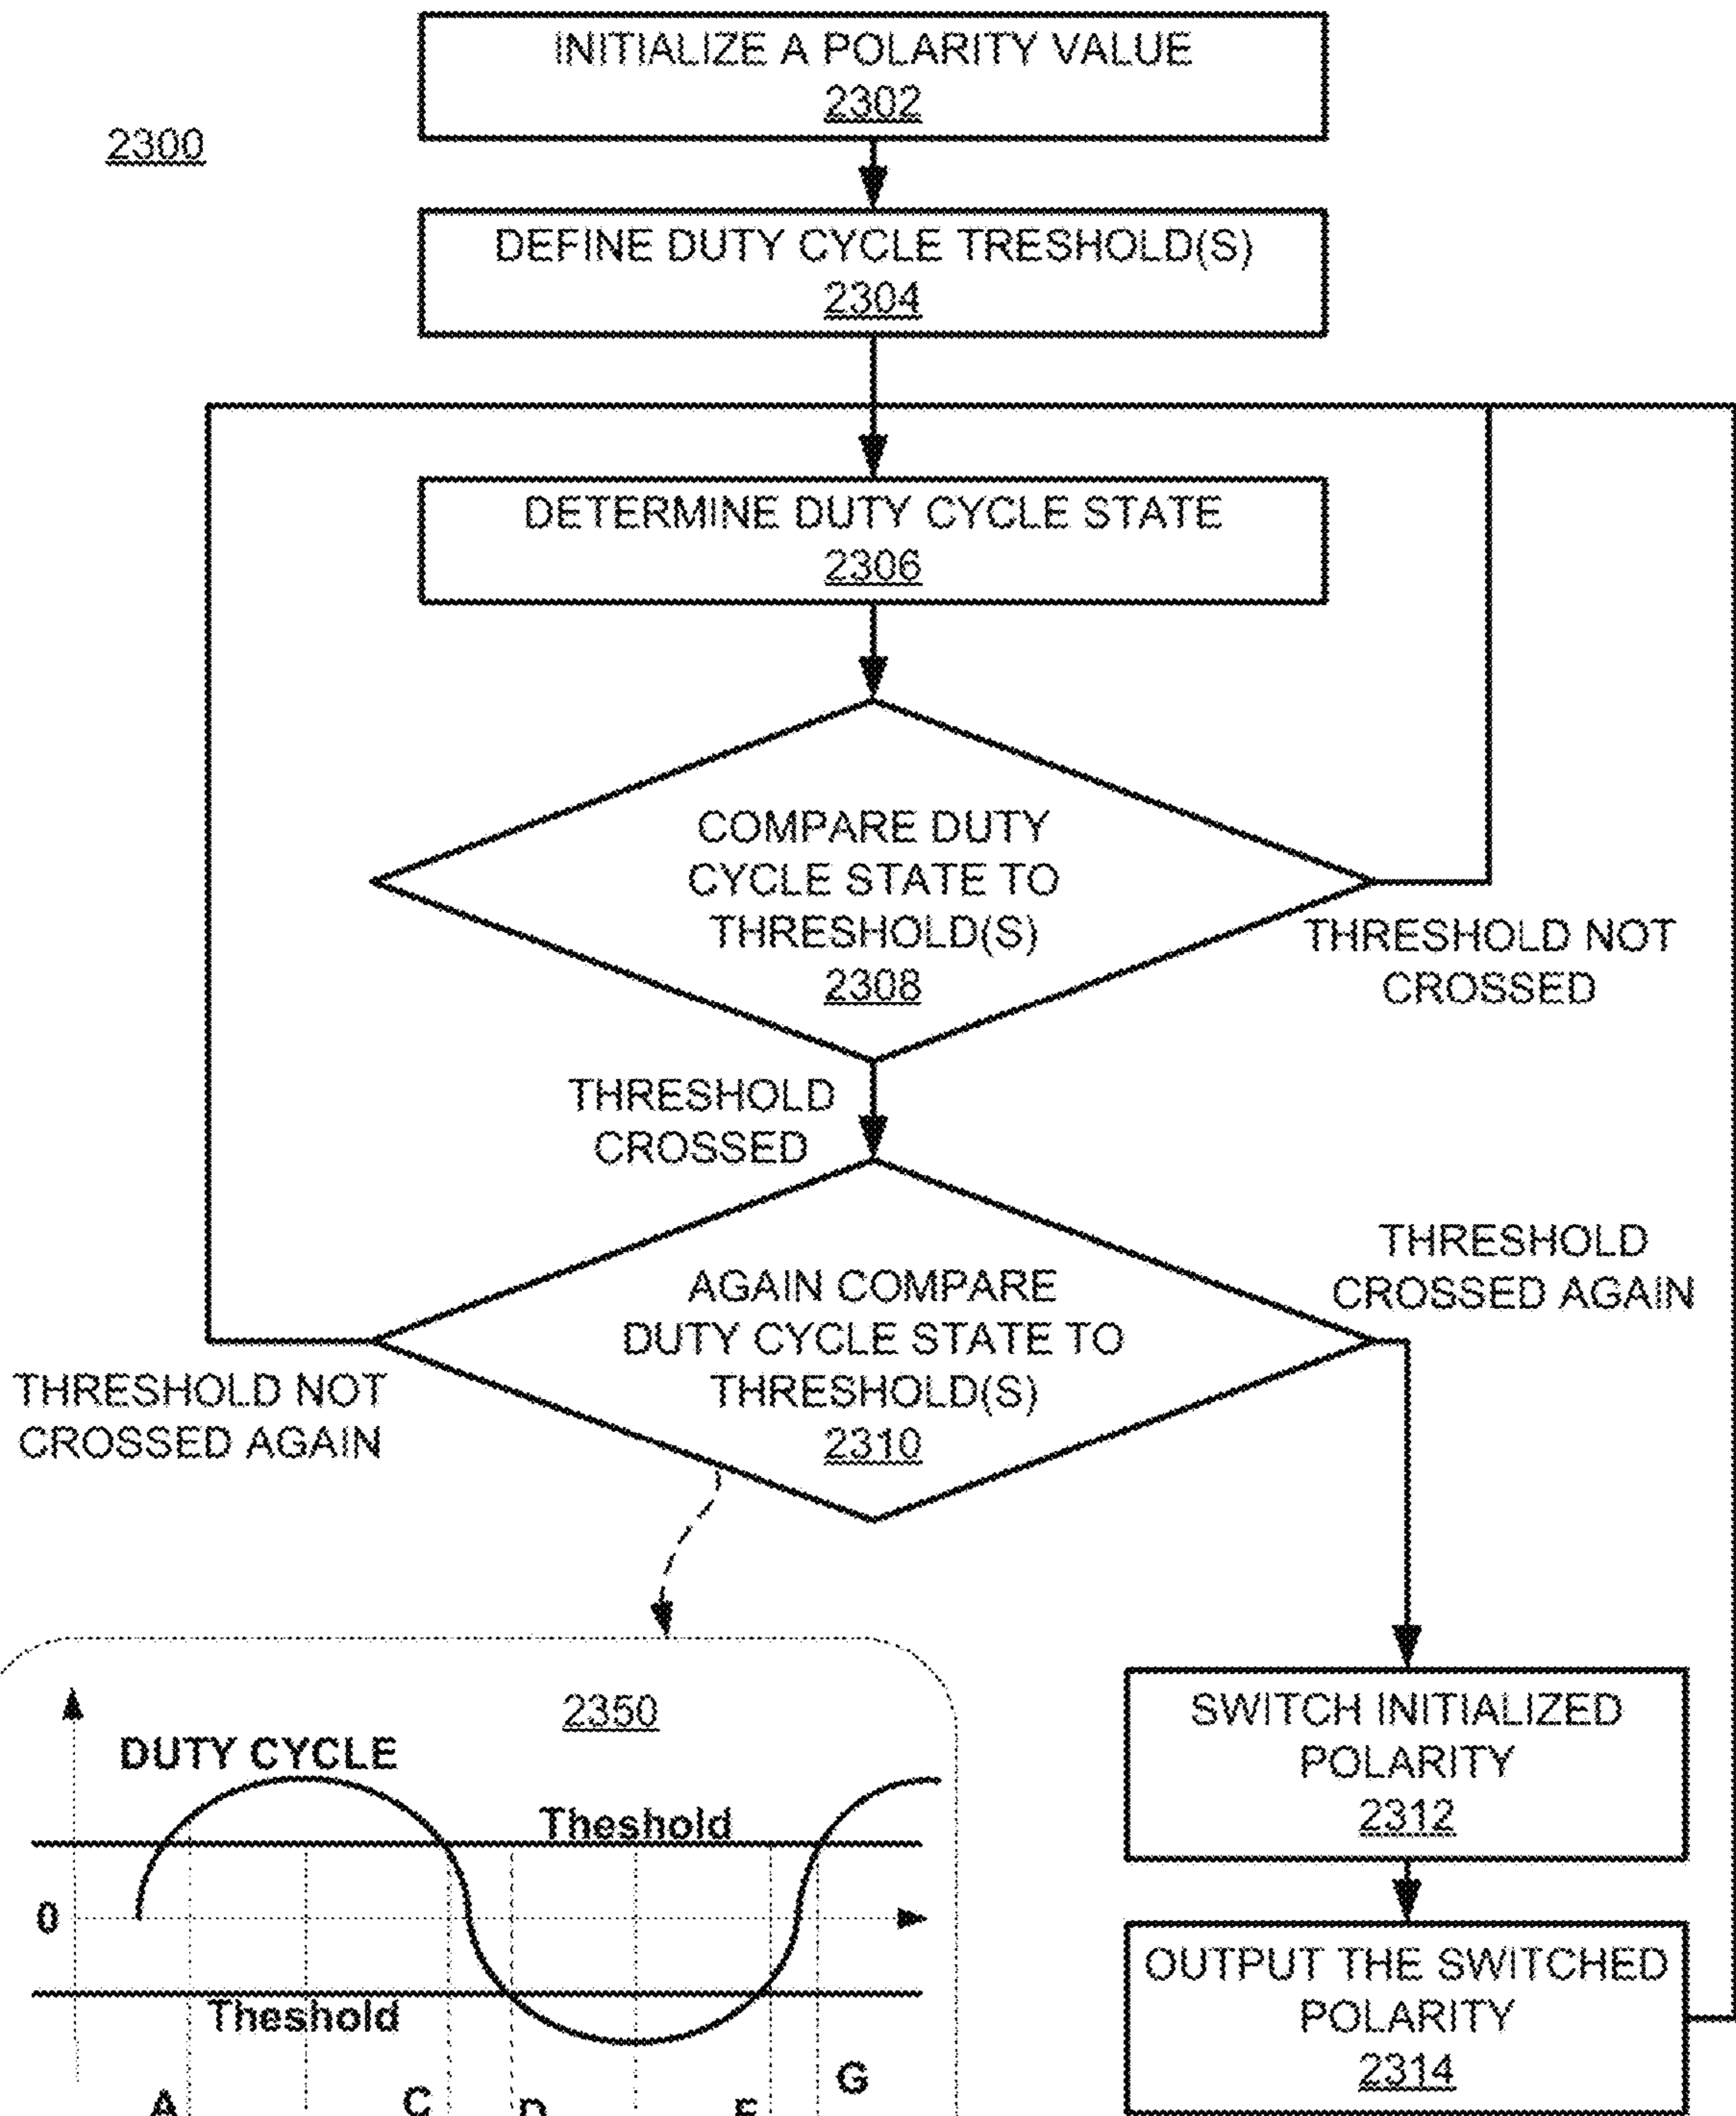 INITIALIZE A POLARITY VALUE
2302
2300
DEFINE DUTY CYCLE TRESHOLD(S)
2304
DETERMINE DUTY CYCLE STATE
2306
COMPARE DUTY
CYCLE STATE TO
THRESHOLD(S)
2308
THRESHOLD NOT
CROSSED
THRESHOLD
CROSSED
THRESHOLD
CROSSED AGAIN
AGAIN COMPARE
DUTY CYCLE STATE TO
THRESHOLD(S)
2310
THRESHOLD NOT
CROSSED AGAIN
2350
DUTY CYCLE
Theshold
0
Theshold
A
C
D
G
SWITCH INITIALIZED
POLARITY
2312
OUTPUT THE SWITCHED
POLARITY
2314